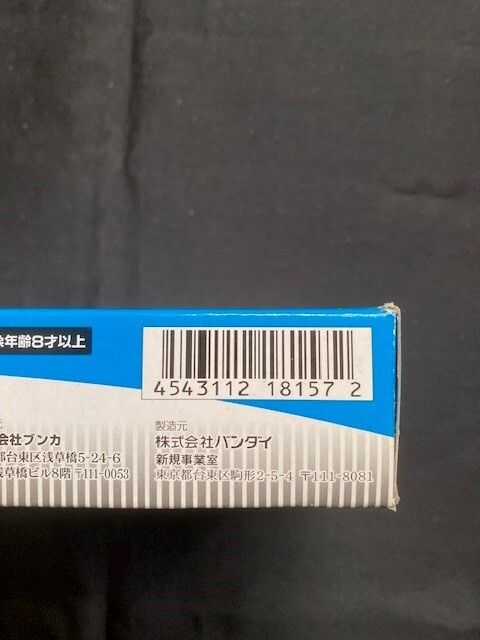 象年齢8才以上
4543112 18157 2
元
会社ブンカ
都台東区浅草橋5-24-6
浅草橋ビル8階 〒111-0053
製造元
株式会社バンダイ
新規事業室
東京都台東区駒形2-5-4 〒111-8081